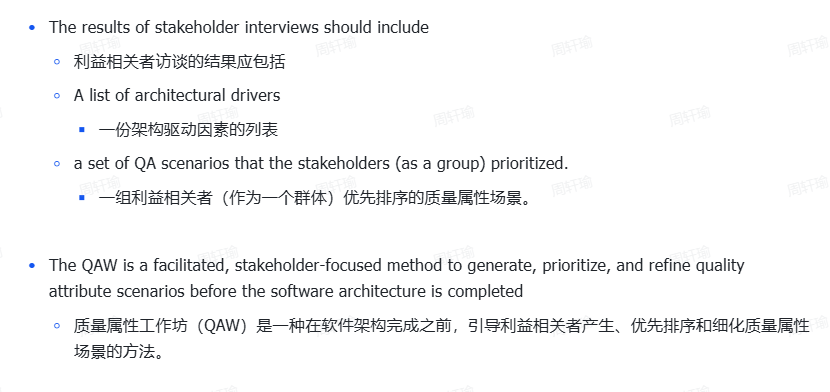 The results of stakeholder interviews should include
利益相关者访谈的结果应包括
A list of architectural drivers
一份架构驱动因素的列表
a set of QA scenarios that the stakeholders (as a group) prioritized.
一组利益相关者（作为一个群体）优先排序的质量属性场景。
The QAW is a facilitated, stakeholder-focused method to generate, prioritize, and refine quality
attribute scenarios before the software architecture is completed
质量属性工作坊（QAW）是一种在软件架构完成之前，引导利益相关者产生、优先排序和细化质量属性
场景的方法。